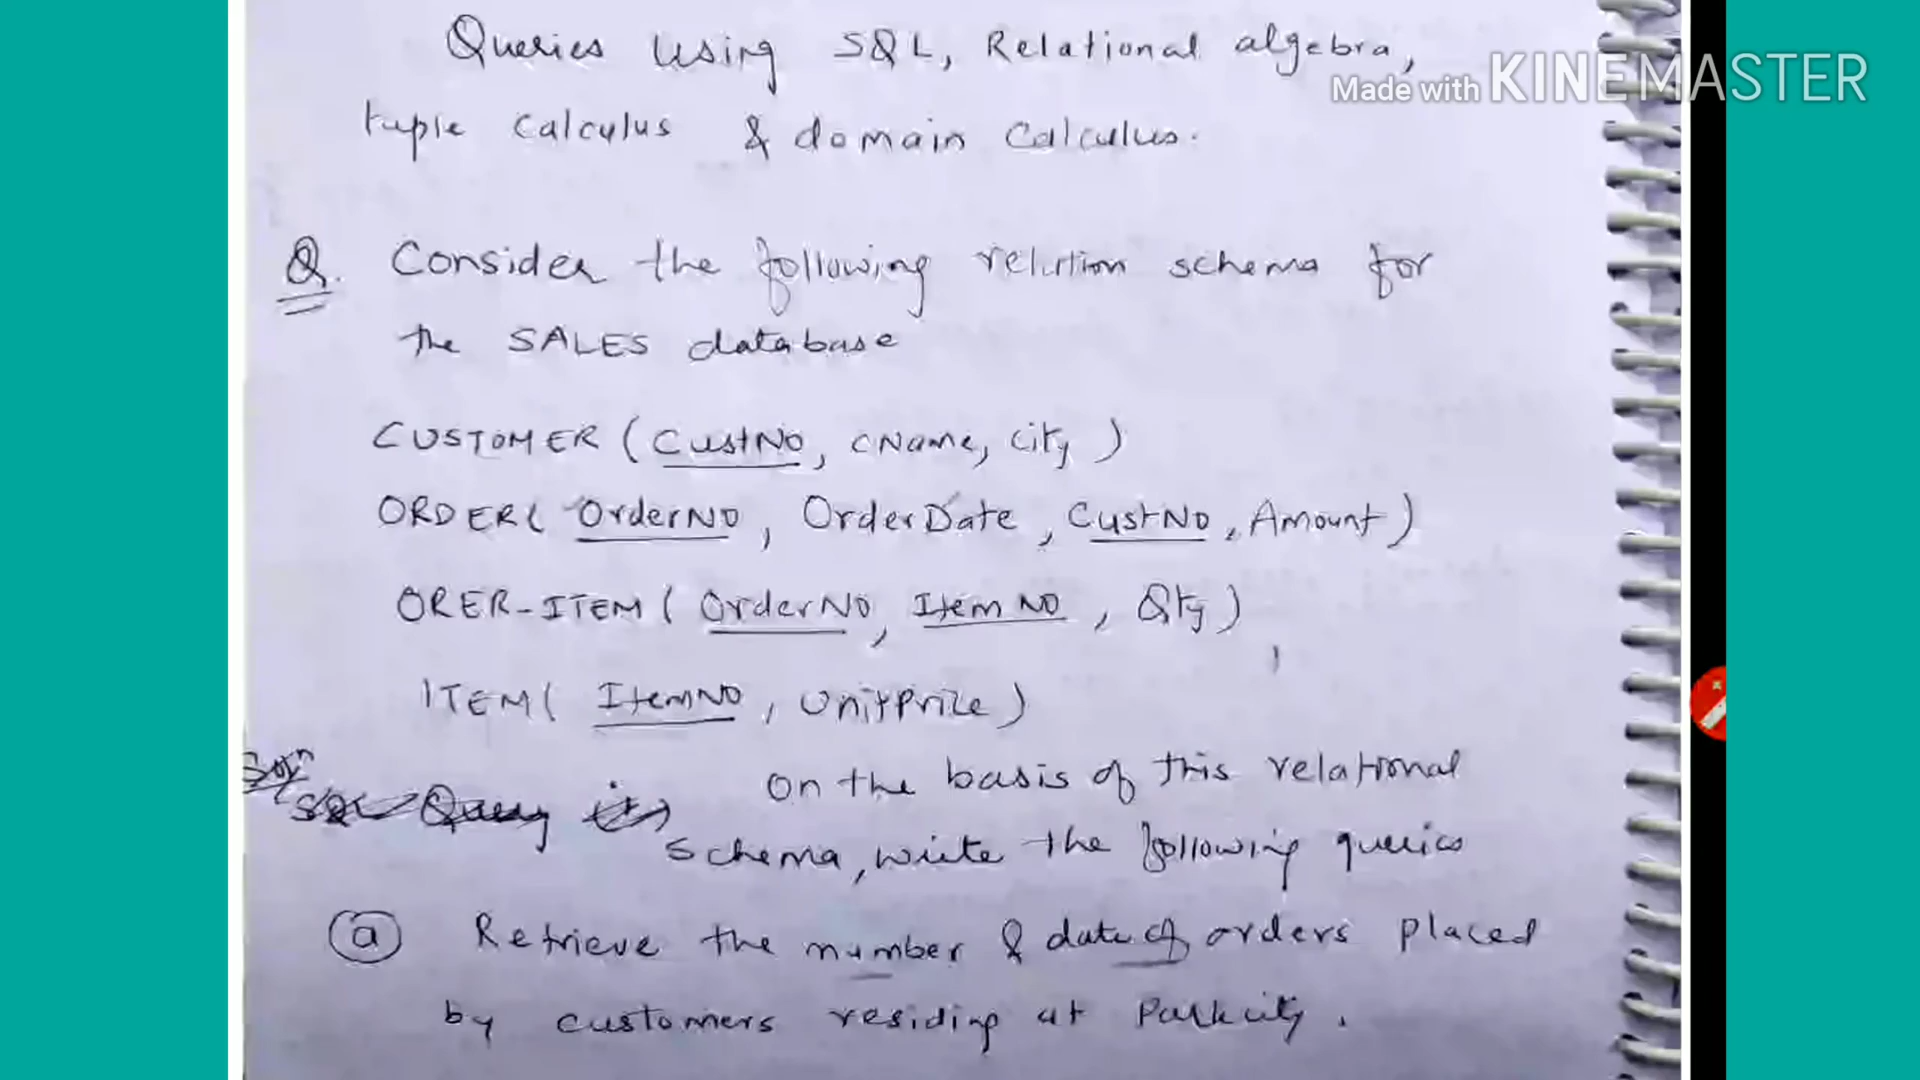 Queries using SQL, Relational algebra,
Made with KINEMASTER
tuple calculus & domain calculus.
Q. Consider the following relation schema for
the SALES database
CUSTOMER ( CustNo, cName, city )
ORDER( OrderNo, OrderDate, CustNo, Amount)
ORER-ITEM ( OrderNo, ItemNo, Qty)
ITEM( ItemNo, UnitPrice)
On the basis of this relational
schema, write the following queries
(a) Retrieve the number & date of orders placed
by customers residing at Parkcity.